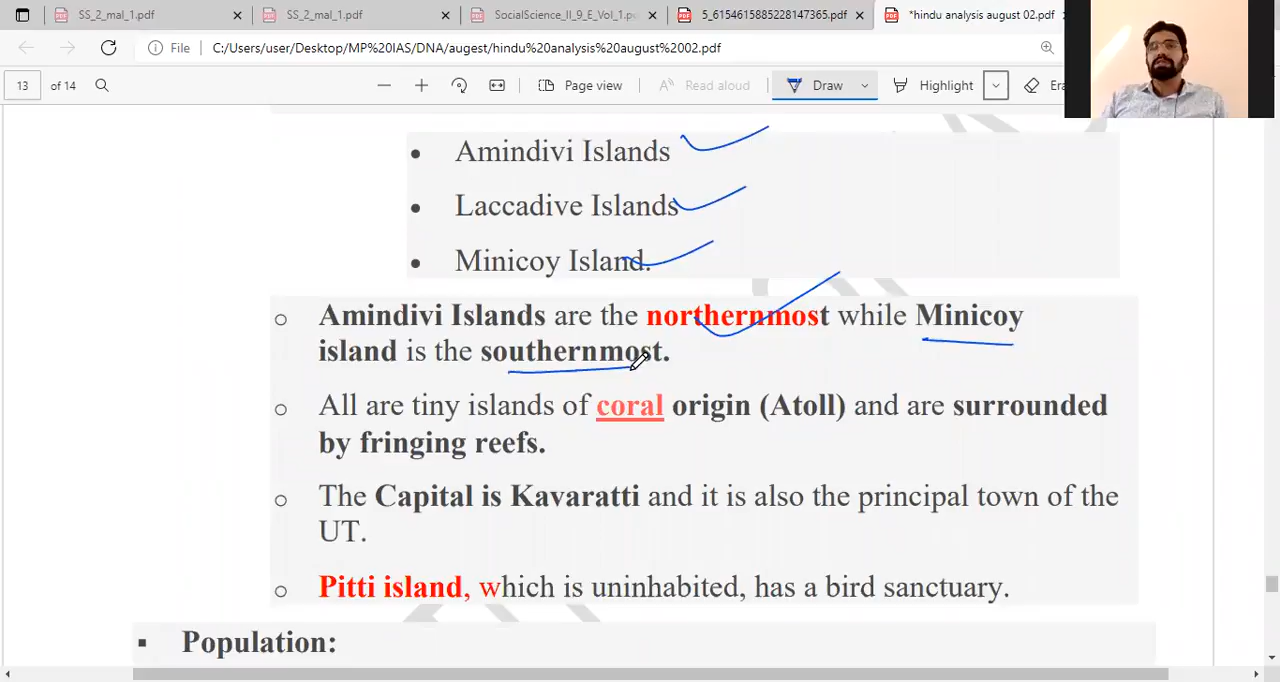 SS_2_mal_1.pdf
SS_2_mal_1.pdf
SocialScience_II_9_E_Vol_1.p
5_6154615885228147365.pdf
*hindu analysis august 02.pdf
File C:/Users/user/Desktop/MP%20IAS/DNA/augest/hindu%20analysis%20august%2002.pdf
13 of 14 Page view Read aloud Draw Highlight
• Amindivi Islands
• Laccadive Islands
• Minicoy Island.
o Amindivi Islands are the northernmost while Minicoy
island is the southernmost.
o All are tiny islands of coral origin (Atoll) and are surrounded
by fringing reefs.
o The Capital is Kavaratti and it is also the principal town of the
UT.
o Pitti island, which is uninhabited, has a bird sanctuary.
▪ Population: